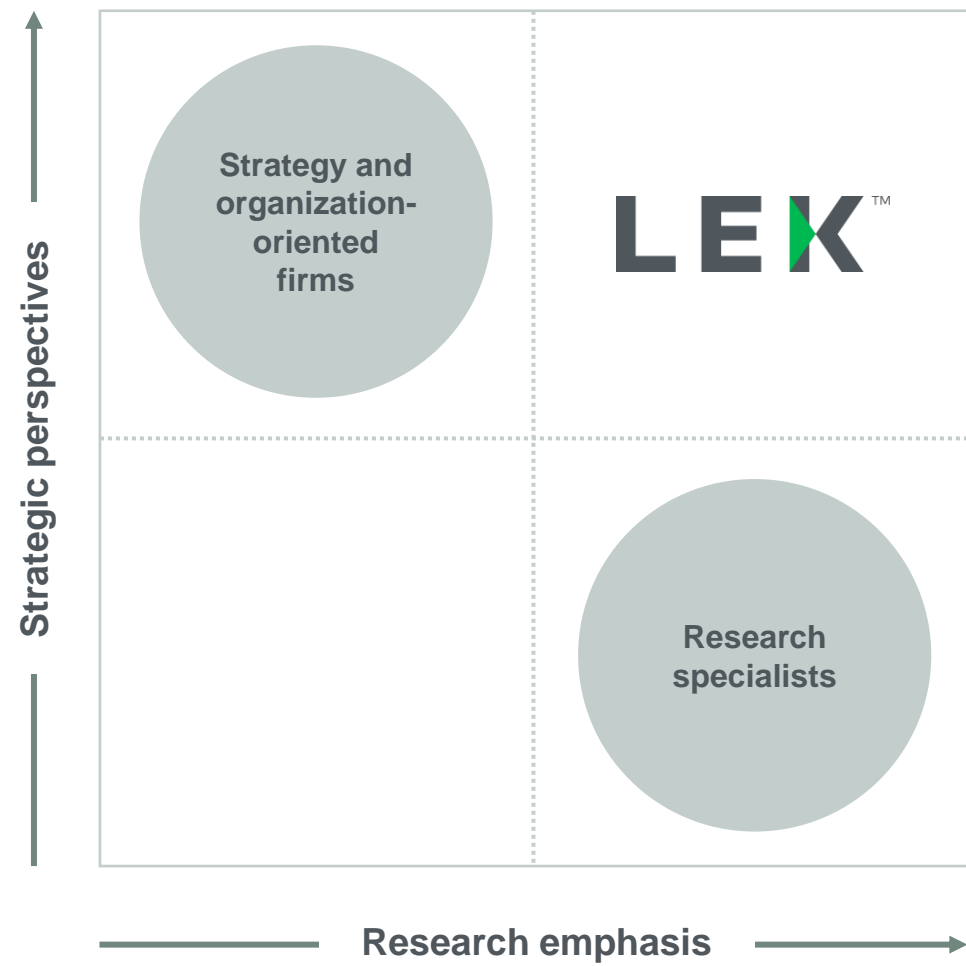 Strategy and
organization-
oriented
firms
LEK™
Strategic perspectives
Research
specialists
Research emphasis